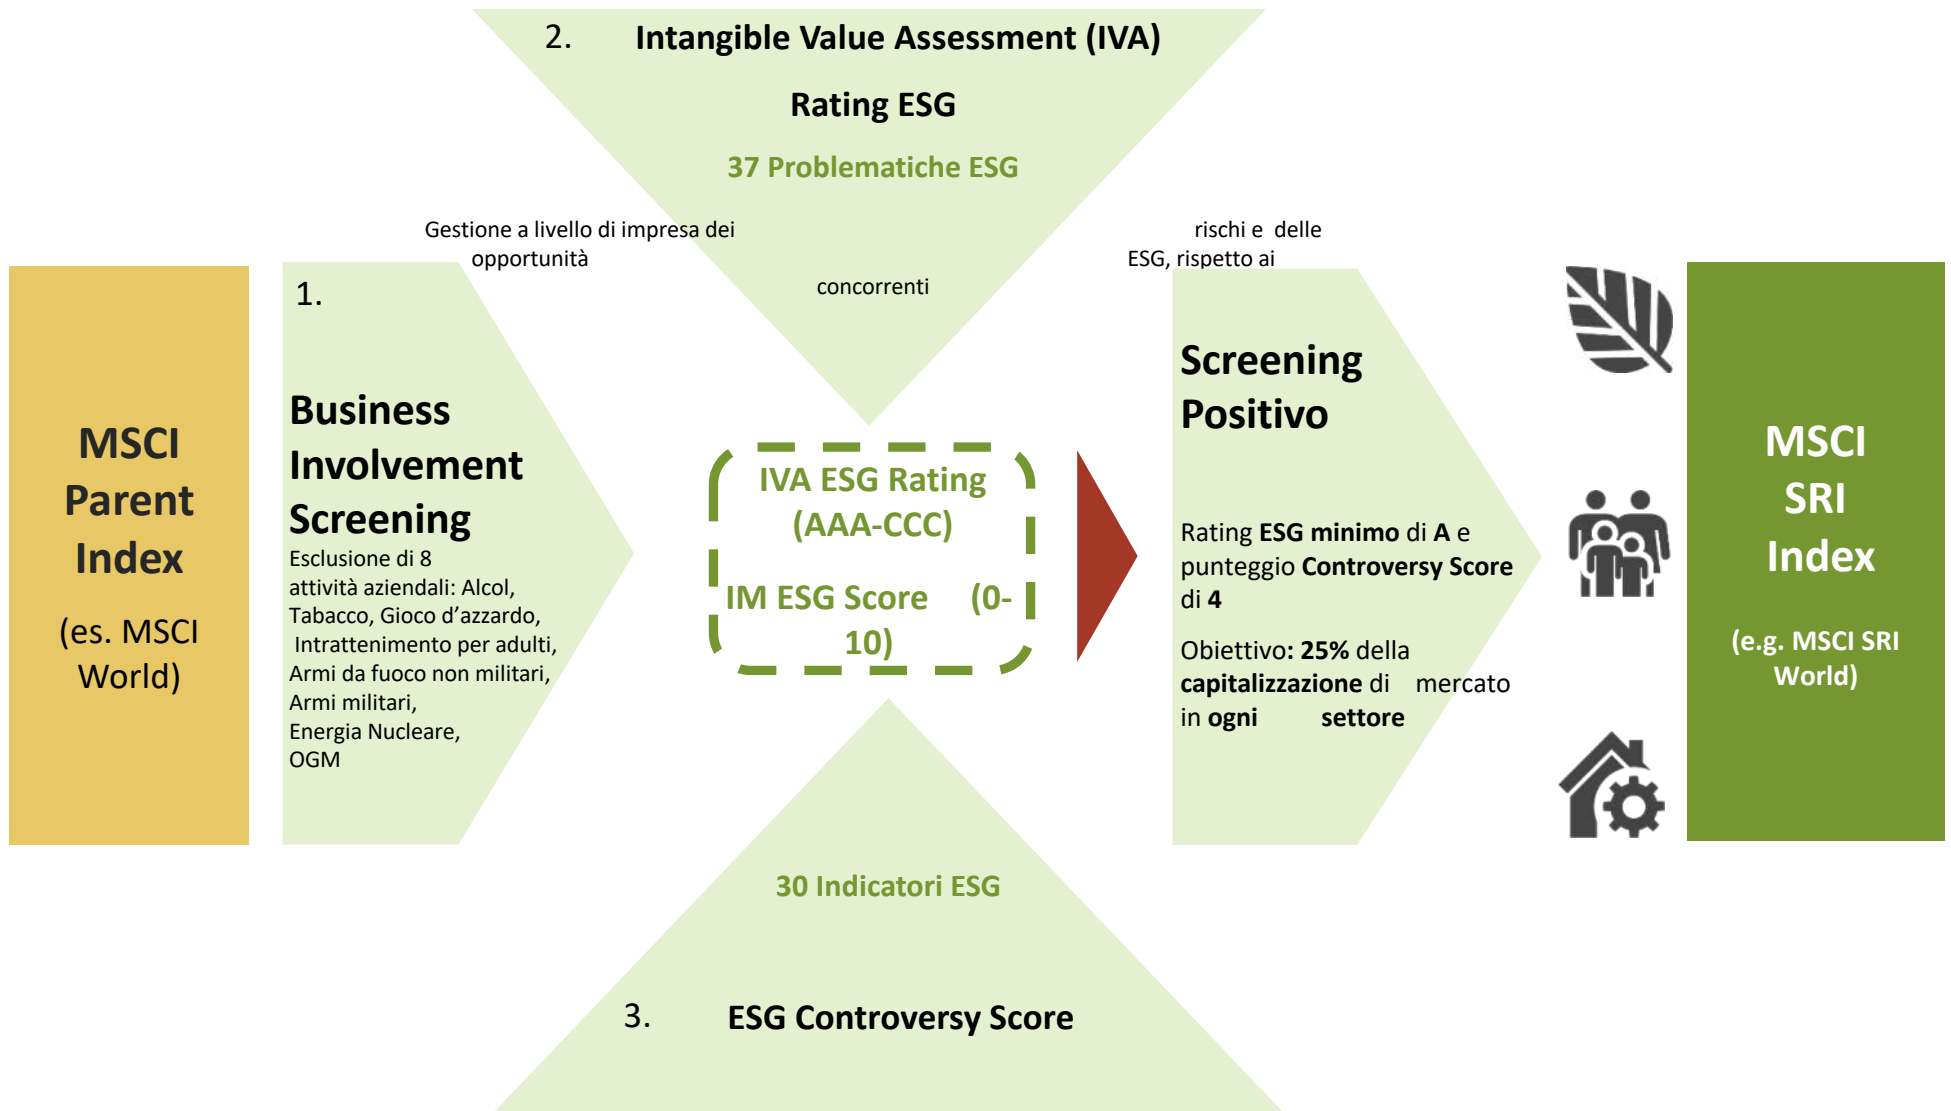 2. Intangible Value Assessment (IVA)
Rating ESG
37 Problematiche ESG
Gestione a livello di impresa dei rischi e delle
opportunità ESG, rispetto ai
concorrenti
MSCI
Parent
Index
(es. MSCI
World)
1.
Business
Involvement
Screening
Esclusione di 8
attività aziendali: Alcol,
Tabacco, Gioco d’azzardo,
Intrattenimento per adulti,
Armi da fuoco non militari,
Armi militari,
Energia Nucleare,
OGM
IVA ESG Rating
(AAA-CCC)
IM ESG Score (0-
10)
30 Indicatori ESG
3. ESG Controversy Score
Screening
Positivo
Rating ESG minimo di A e
punteggio Controversy Score
di 4
Obiettivo: 25% della
capitalizzazione di mercato
in ogni settore
MSCI
SRI
Index
(e.g. MSCI SRI
World)